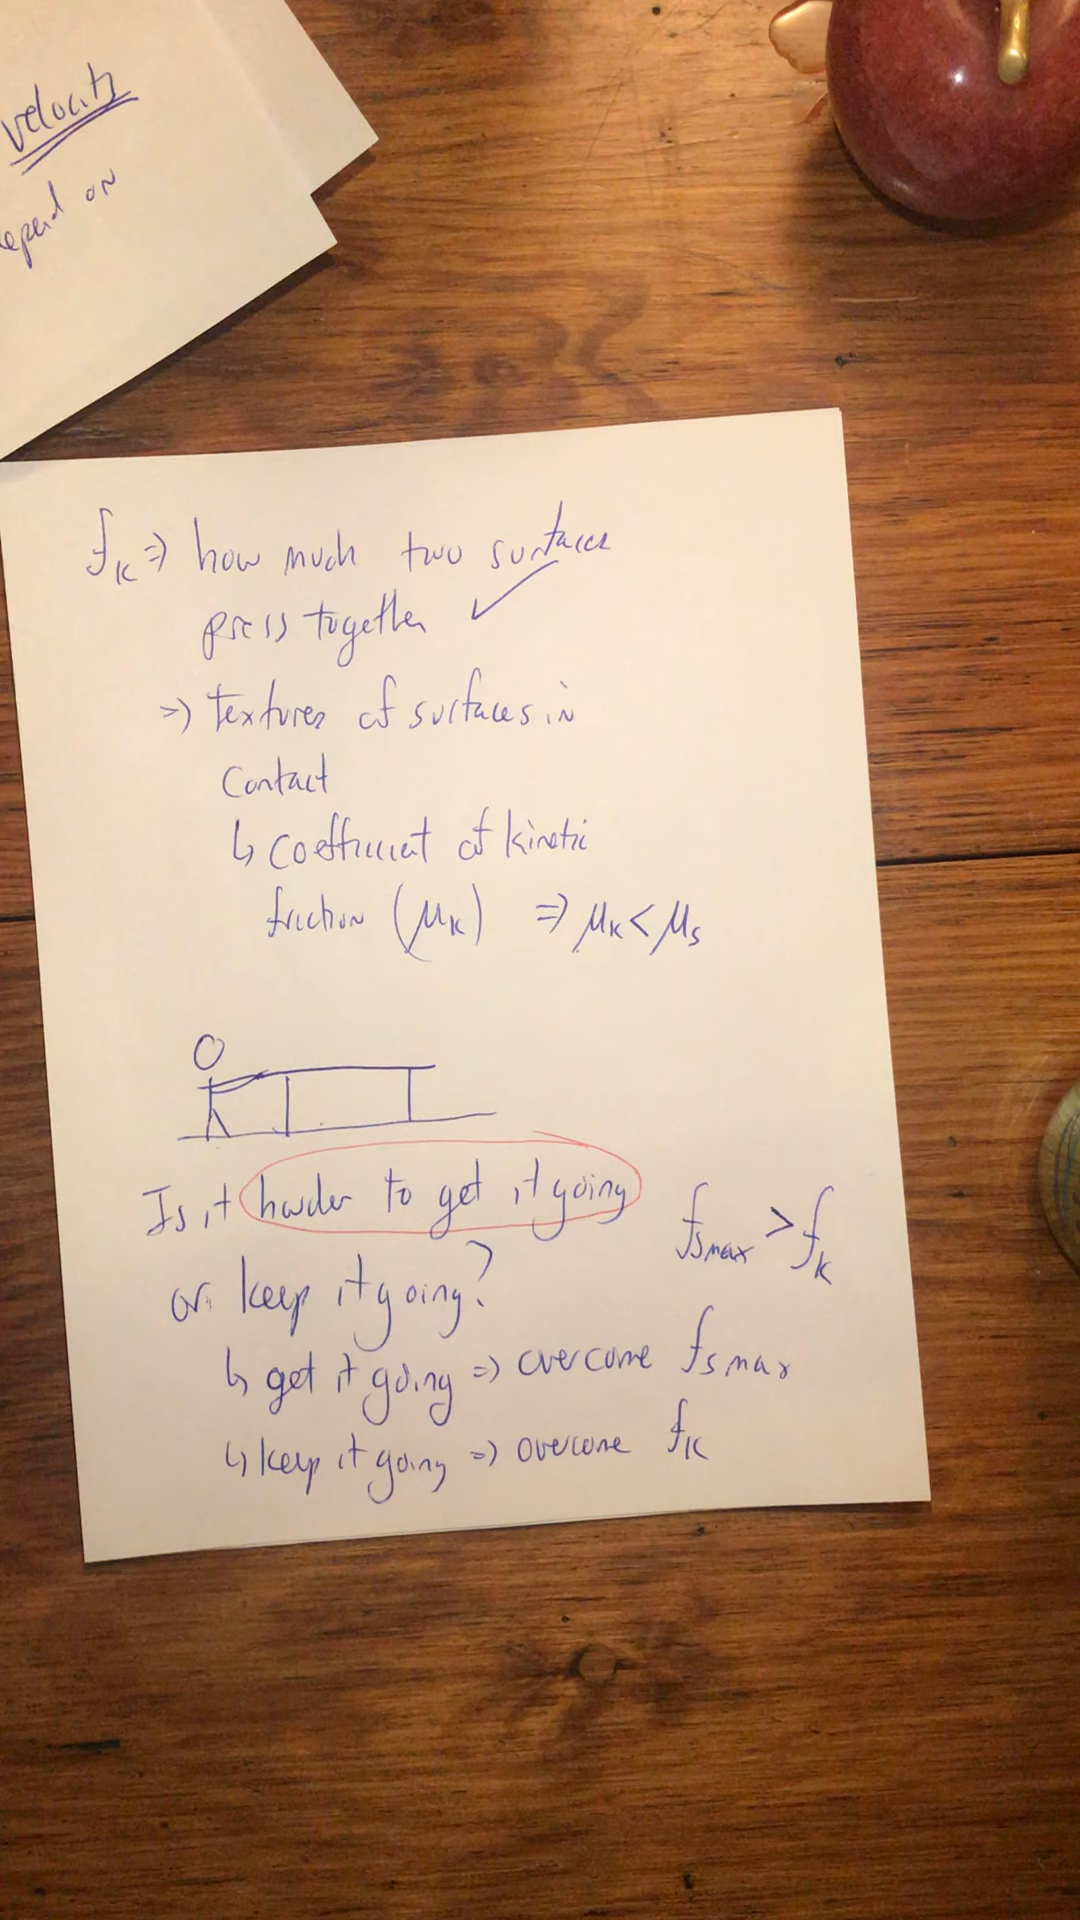 velocity
depend on
fk => how much two surfaces
press together ✓
=> textures of surfaces in
contact
↳ coefficient of kinetic
friction (μk) => μk < μs
Is it harder to get it going
or keep it going?
fsmax > fk
↳ get it going => overcome fsmax
↳ keep it going => overcome fk